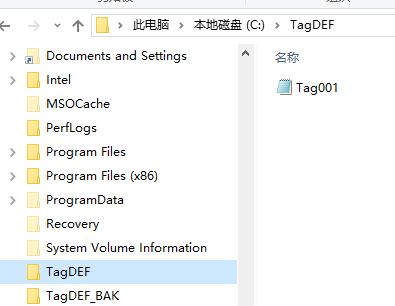 此电脑 > 本地磁盘 (C:) > TagDEF
Documents and Settings
Intel
MSOCache
PerfLogs
Program Files
Program Files (x86)
ProgramData
Recovery
System Volume Information
TagDEF
TagDEF_BAK
名称
Tag001